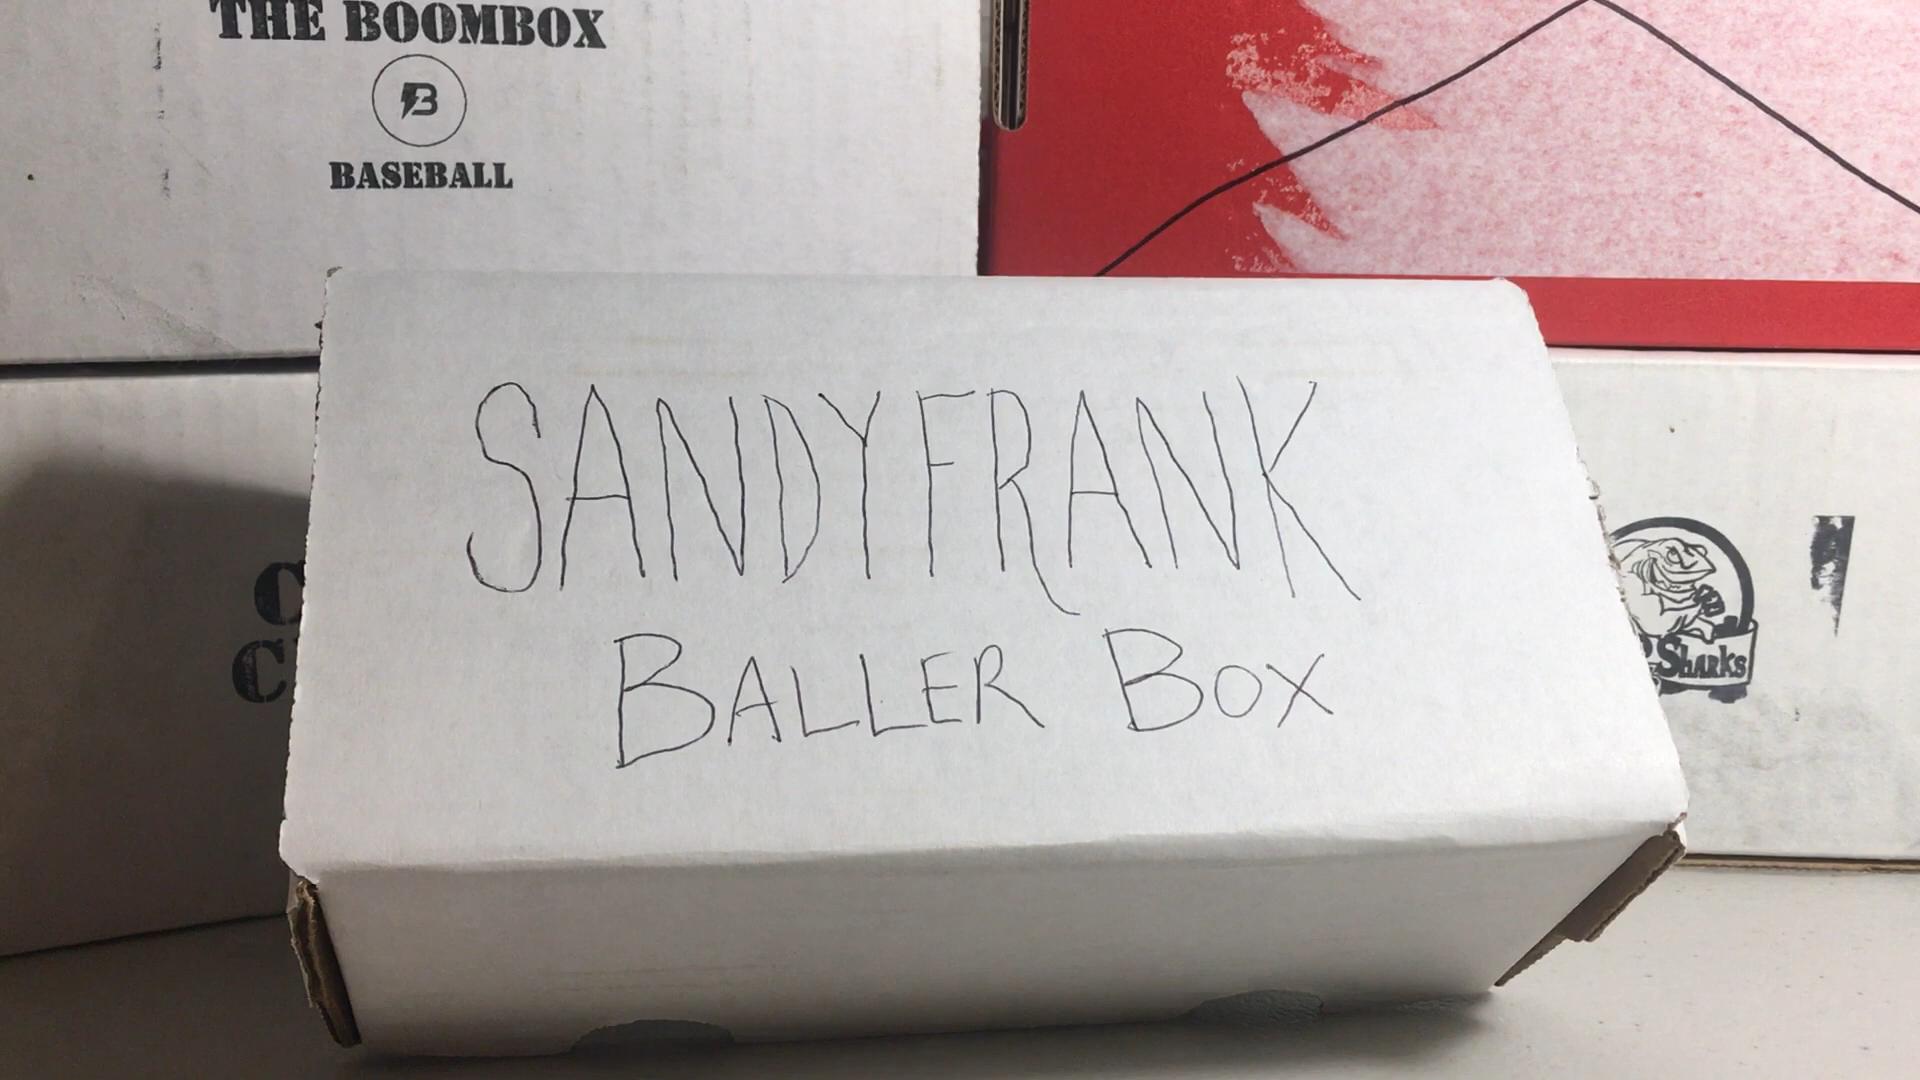 THE BOOMBOX
B
BASEBALL
SANDYFRANK
BALLER BOX
Sharks